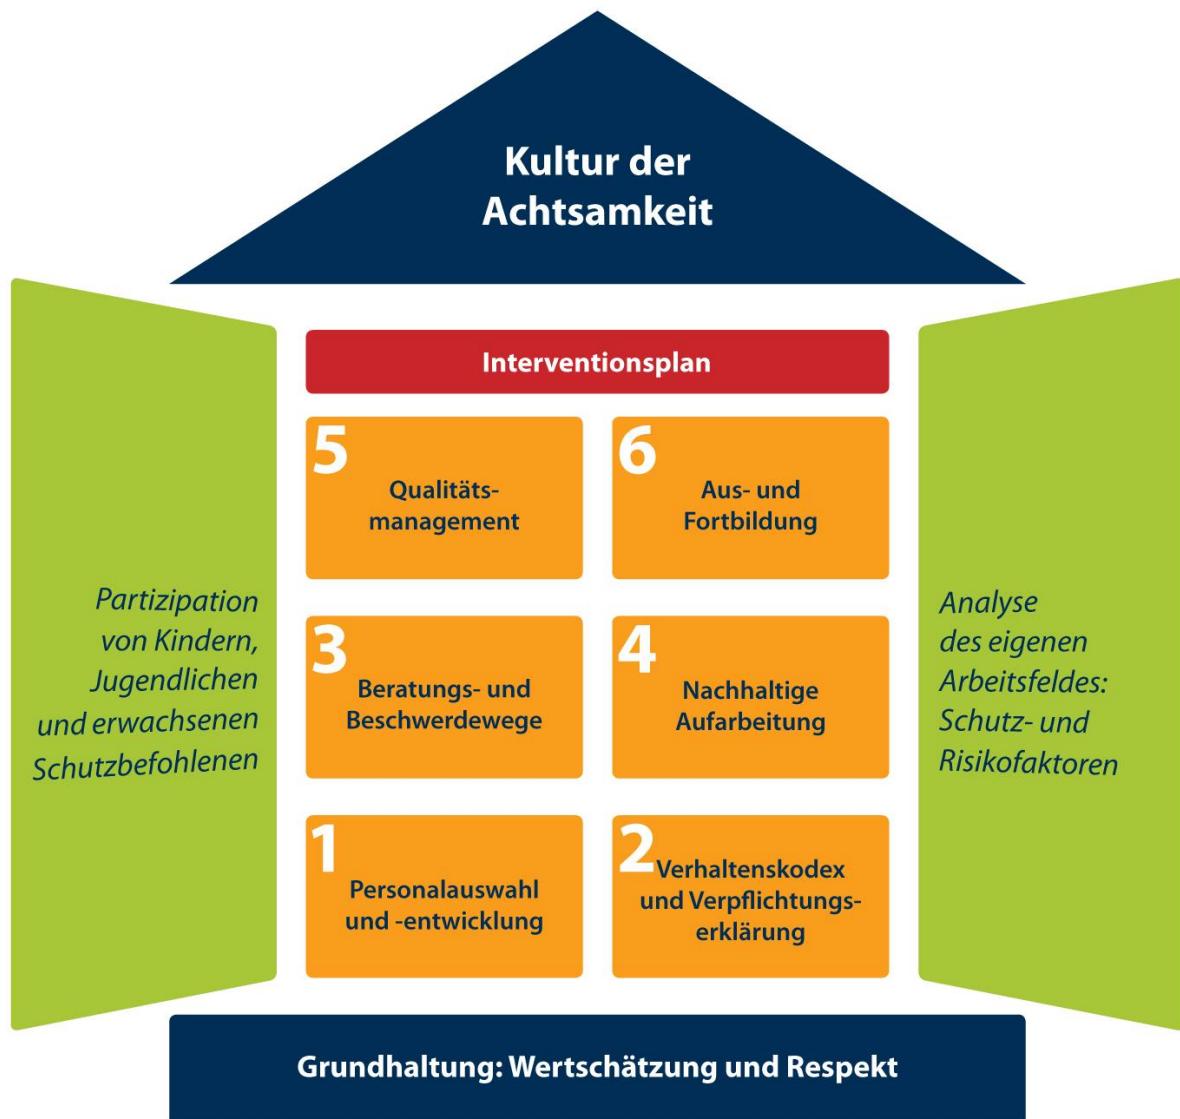 Kultur der
Achtsamkeit
Interventionsplan
5
Qualitäts-
management
6
Aus- und
Fortbildung
Partizipation
von Kindern,
Jugendlichen
und erwachsenen
Schutzbefohlenen
3
Beratungs- und
Beschwerdewege
4
Nachhaltige
Aufarbeitung
Analyse
des eigenen
Arbeitsfeldes:
Schutz- und
Risikofaktoren
1
Personalauswahl
und -entwicklung
2
Verhaltenskodex
und Verpflichtungs-
erklärung
Grundhaltung: Wertschätzung und Respekt